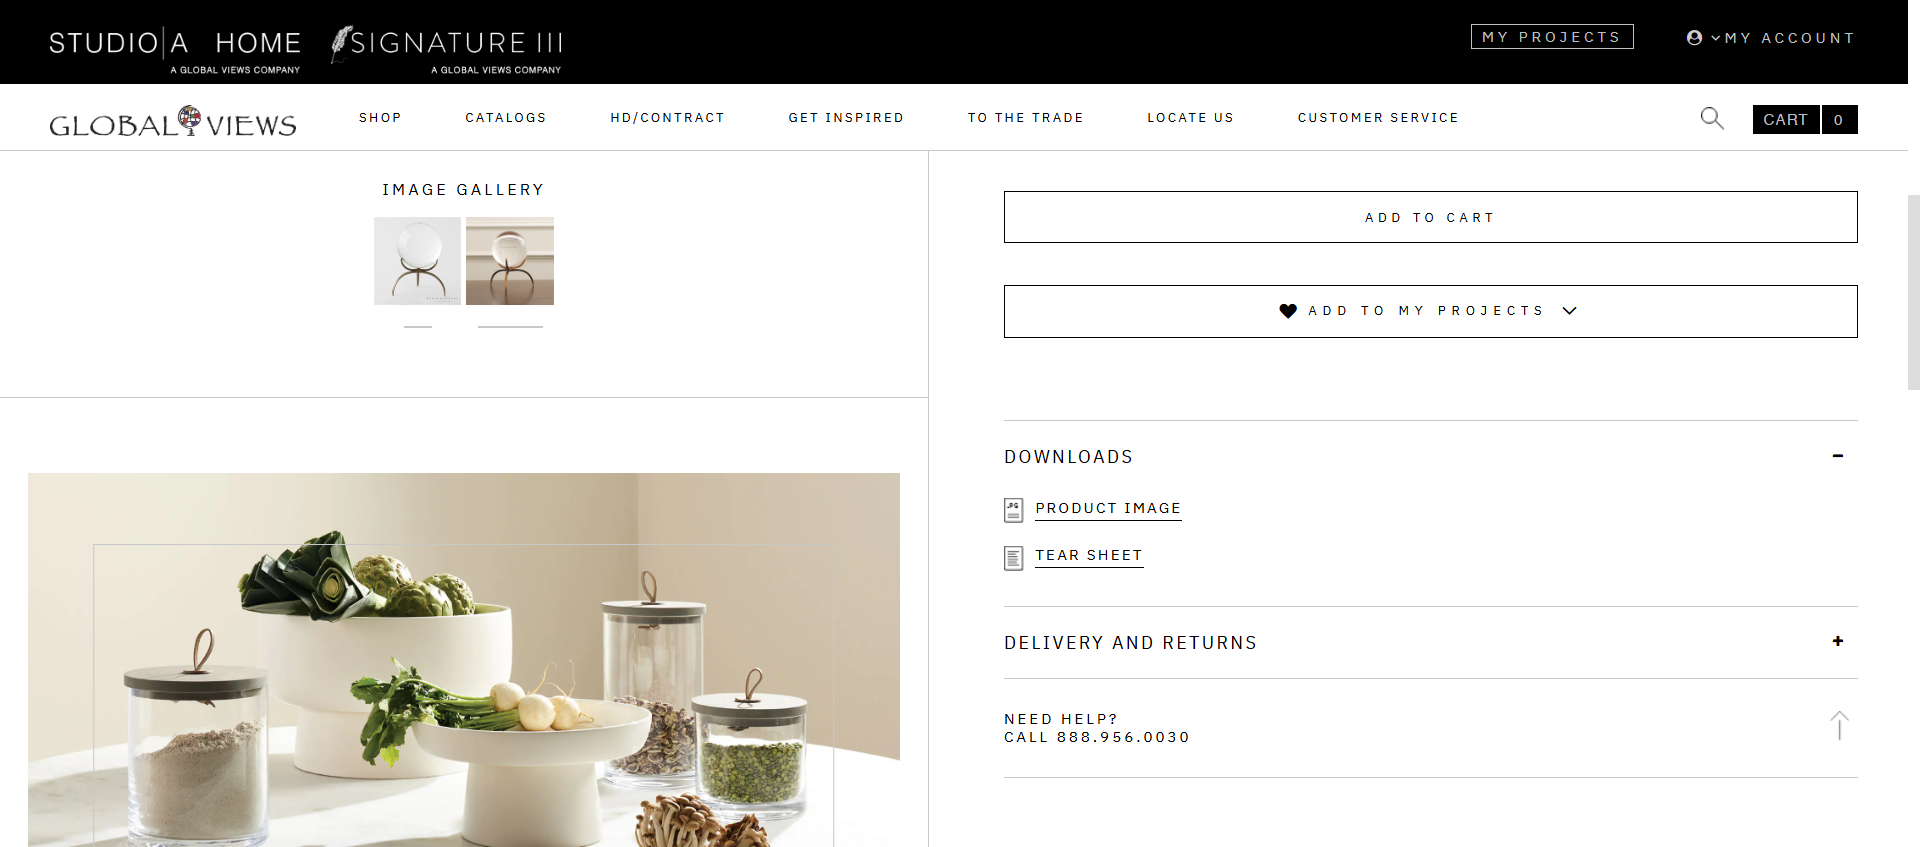 STUDIO A HOME
A GLOBAL VIEWS COMPANY
SIGNATURE III
A GLOBAL VIEWS COMPANY
MY PROJECTS
MY ACCOUNT
GLOBAL VIEWS
SHOP
CATALOGS
HD/CONTRACT
GET INSPIRED
TO THE TRADE
LOCATE US
CUSTOMER SERVICE
CART
0
IMAGE GALLERY
ADD TO CART
ADD TO MY PROJECTS
DOWNLOADS
JPG
PRODUCT IMAGE
TEAR SHEET
DELIVERY AND RETURNS
NEED HELP?
CALL 888.956.0030